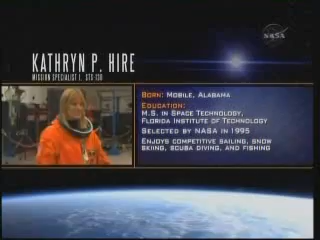 NASA
KATHRYN P. HIRE
MISSION SPECIALIST 1, STS-130
BORN: MOBILE, ALABAMA
EDUCATION:
M.S. IN SPACE TECHNOLOGY,
FLORIDA INSTITUTE OF TECHNOLOGY
SELECTED BY NASA IN 1995
ENJOYS COMPETITIVE SAILING, SNOW
SKIING, SCUBA DIVING, AND FISHING